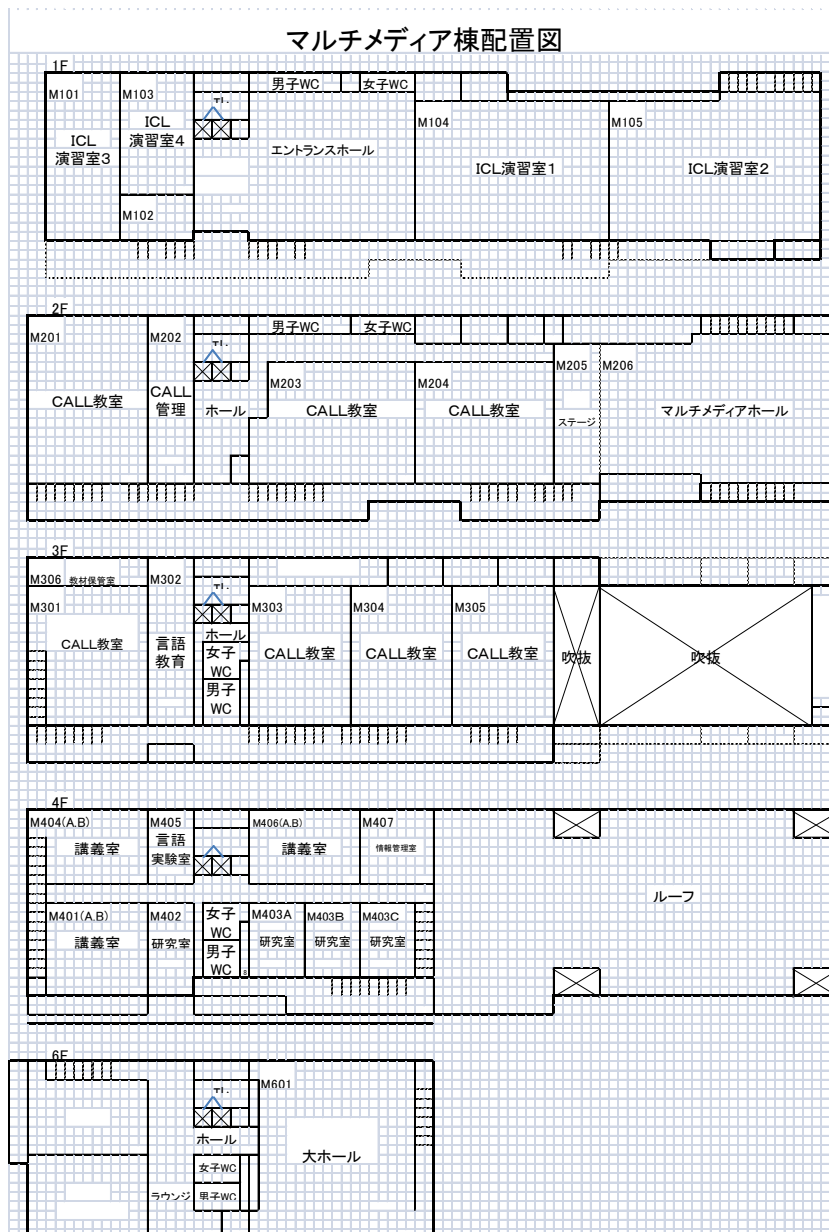 マルチメディア棟配置図
1F
男子WC
女子WC
M101
M103
ICL
演習室3
ICL
演習室4
M104
M105
エントランスホール
ICL演習室1
ICL演習室2
M102
2F
男子WC
女子WC
M201
M202
M203
M204
M205
M206
CALL教室
CALL
管理
ホール
CALL教室
CALL教室
ステージ
マルチメディアホール
3F
M306 教材保管室
M302
M301
M303
M304
M305
CALL教室
言語
教育
ホール
女子
WC
男子
WC
CALL教室
CALL教室
CALL教室
吹抜
吹抜
4F
M404(A.B)
M405
M406(A.B)
M407
講義室
言語
実験室
講義室
情報管理室
ルーフ
M401(A.B)
M402
女子
WC
男子
WC
M403A
M403B
M403C
講義室
研究室
研究室
研究室
研究室
6F
M601
ホール
大ホール
女子WC
ラウンジ
男子WC